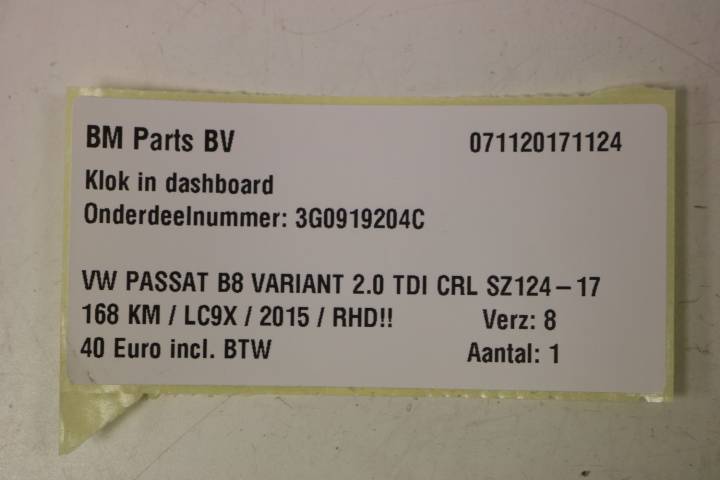 BM Parts BV 071120171124
Klok in dashboard
Onderdeelnummer: 3G0919204C
VW PASSAT B8 VARIANT 2.0 TDI CRL SZ124-17
168 KM / LC9X / 2015 / RHD!! Verz: 8
40 Euro incl. BTW Aantal: 1